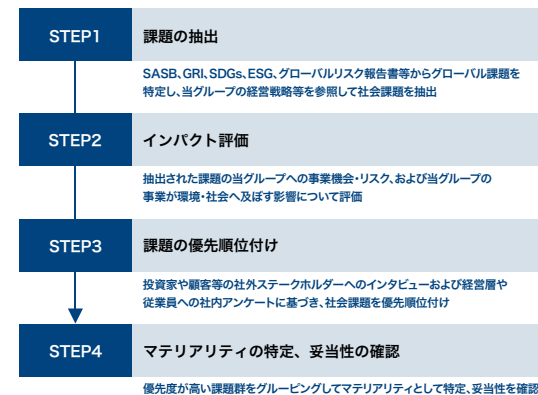 STEP1 課題の抽出
SASB、GRI、SDGs、ESG、グローバルリスク報告書等からグローバル課題を
特定し、当グループの経営戦略等を参照して社会課題を抽出
STEP2 インパクト評価
抽出された課題の当グループへの事業機会・リスク、および当グループの
事業が環境・社会へ及ぼす影響について評価
STEP3 課題の優先順位付け
投資家や顧客等の社外ステークホルダーへのインタビューおよび経営層や
従業員への社内アンケートに基づき、社会課題を優先順位付け
STEP4 マテリアリティの特定、妥当性の確認
優先度が高い課題群をグルーピングしてマテリアリティとして特定、妥当性を確認